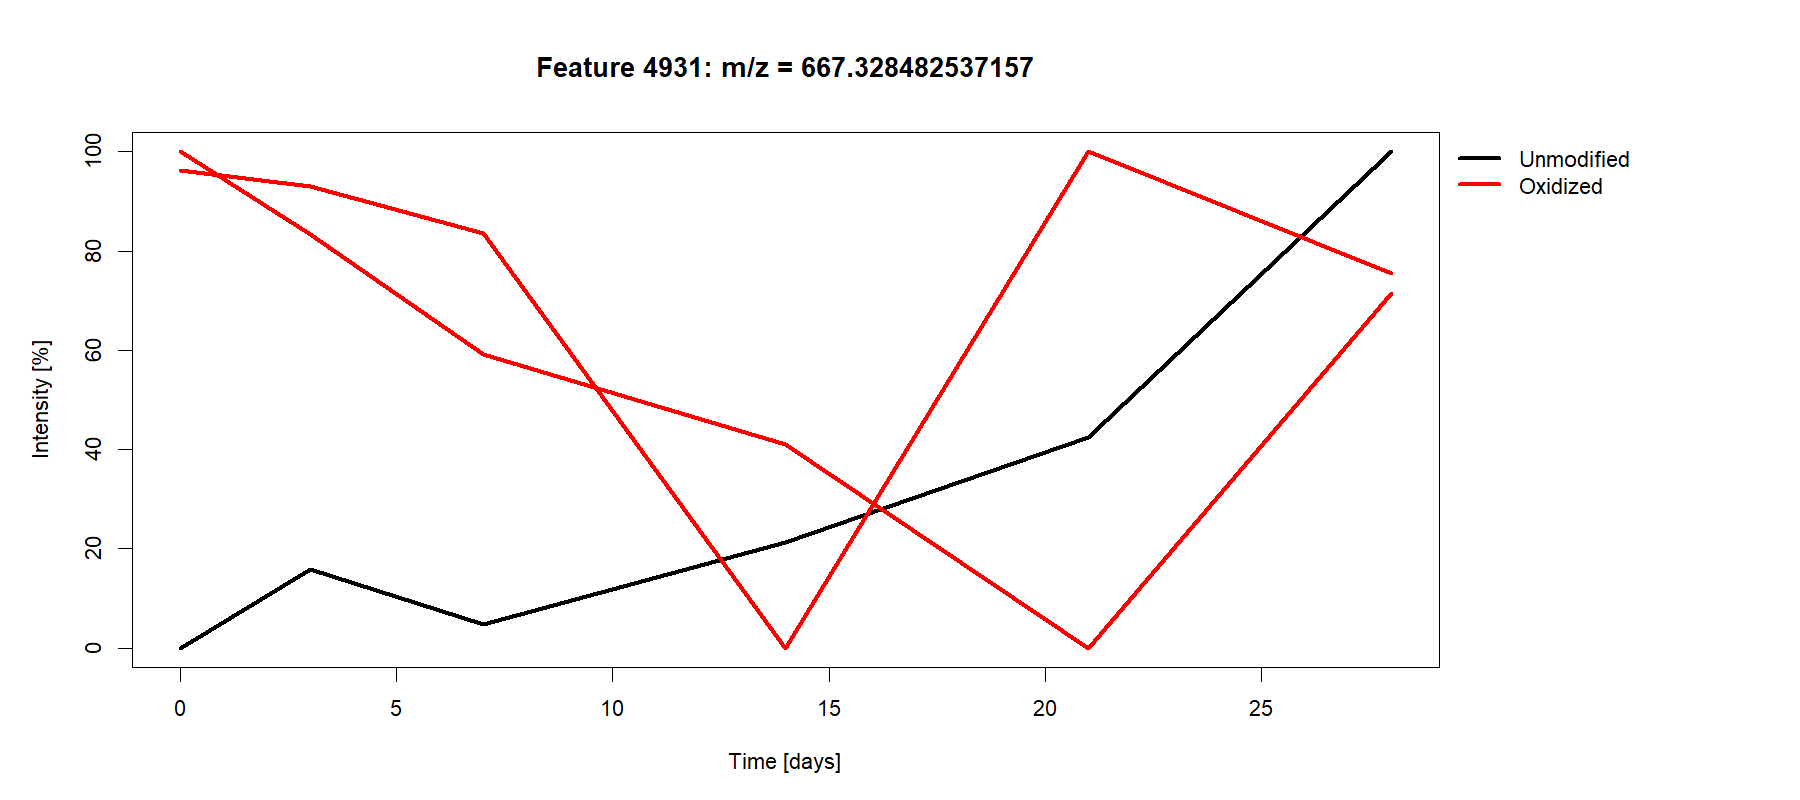 Feature 4931: m/z = 667.328482537157
Unmodified
Oxidized
100
80
60
40
20
0
Intensity [%]
0 5 10 15 20 25
Time [days]